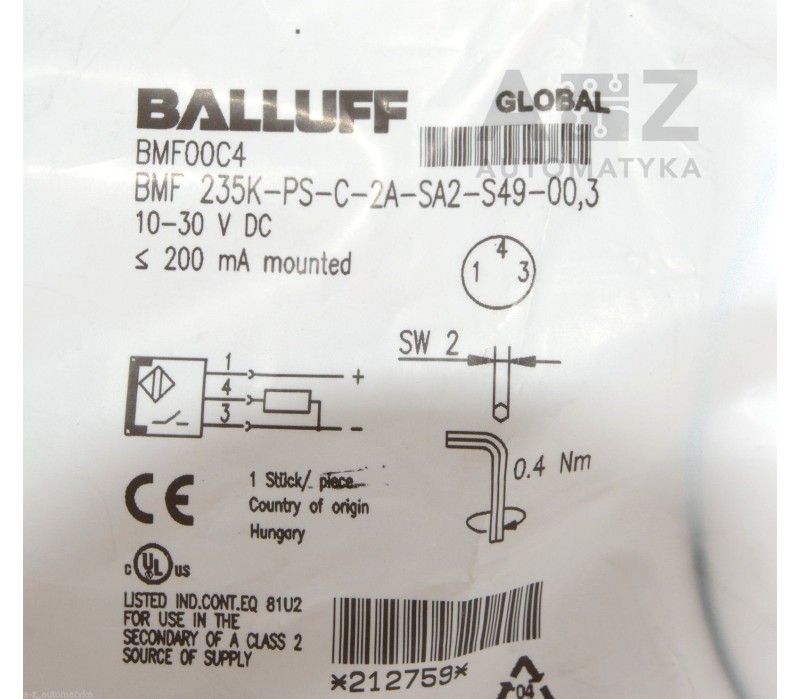 BALLUFF
GLOBAL
A Z
AUTOMATYKA
BMF00C4
BMF 235K-PS-C-2A-SA2-S49-00,3
10-30 V DC
≤ 200 mA mounted
4
1 3
SW 2
1
+
4
3
-
0.4 Nm
CE
1 Stück/ piece
Country of origin
Hungary
c UL us
LISTED IND.CONT.EQ 81U2
FOR USE IN THE
SECONDARY OF A CLASS 2
SOURCE OF SUPPLY
*212759*
04
a-z_automatyka